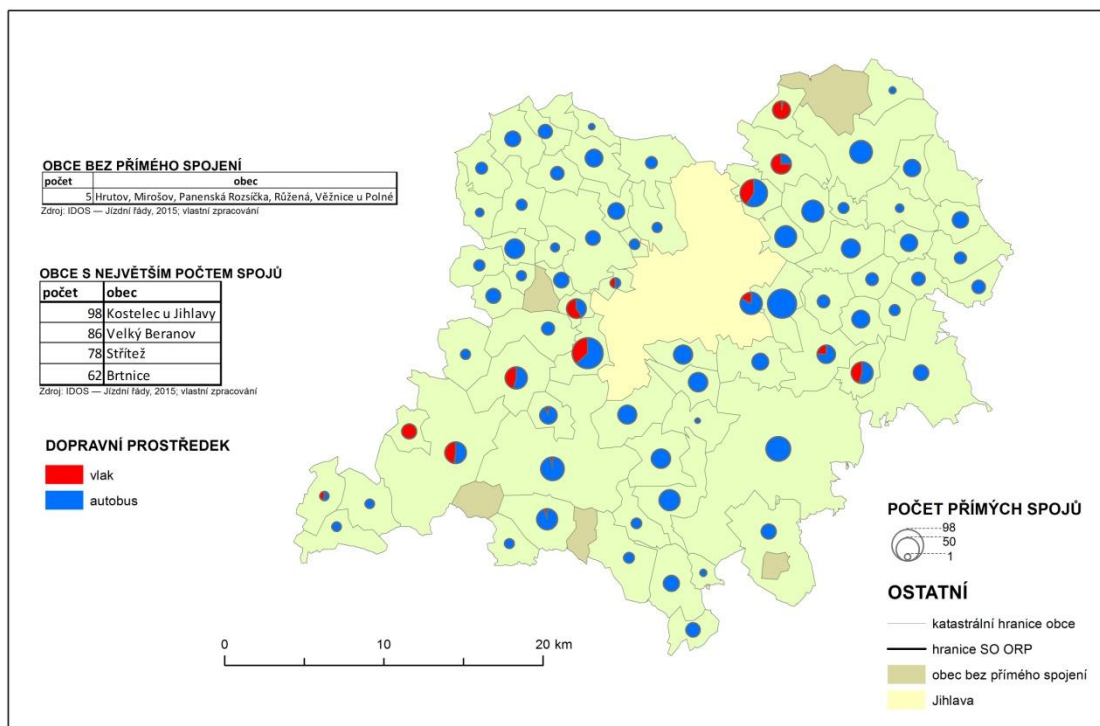 OBCE BEZ PŘÍMÉHO SPOJENÍ
počet obec
5 Hrutov, Mirošov, Panenská Rozsíčka, Růžená, Věžnice u Polné
Zdroj: IDOS — Jízdní řády, 2015; vlastní zpracování
OBCE S NEJVĚTŠÍM POČTEM SPOJŮ
počet obec
98 Kostelec u Jihlavy
86 Velký Beranov
78 Střítež
62 Brtnice
Zdroj: IDOS — Jízdní řády, 2015; vlastní zpracování
DOPRAVNÍ PROSTŘEDEK
vlak
autobus
0 10 20 km
POČET PŘÍMÝCH SPOJŮ
98
50
1
OSTATNÍ
katastrální hranice obce
hranice SO ORP
obec bez přímého spojení
Jihlava